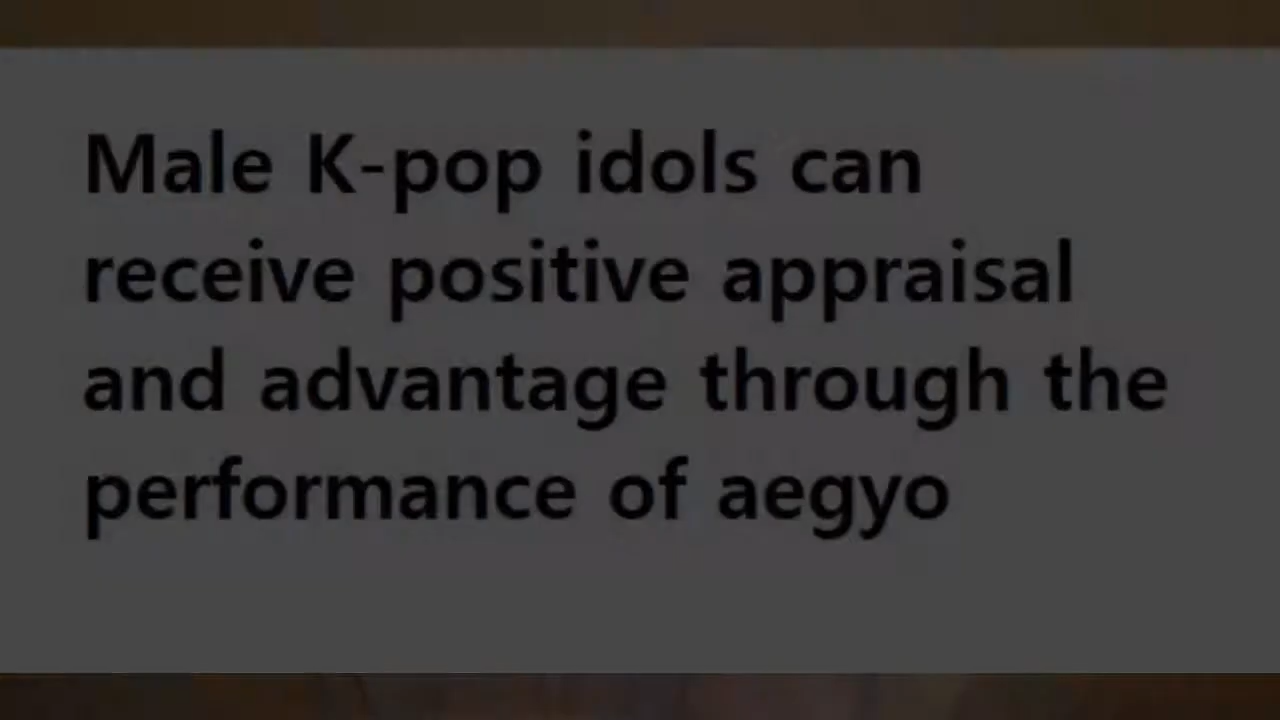 Male K-pop idols can
receive positive appraisal
and advantage through the
performance of aegyo